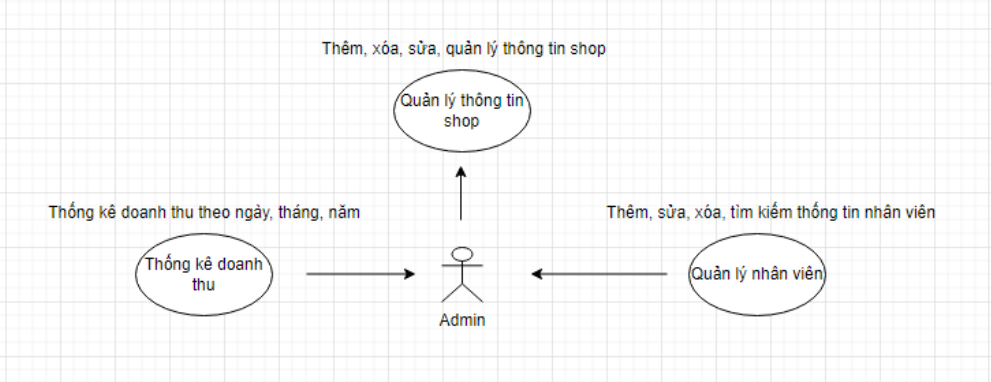 Thêm, xóa, sửa, quản lý thông tin shop
Quản lý thông tin
shop
Thống kê doanh thu theo ngày, tháng, năm
Thêm, sửa, xóa, tìm kiếm thống tin nhân viên
Thống kê doanh
thu
Quản lý nhân viên
Admin